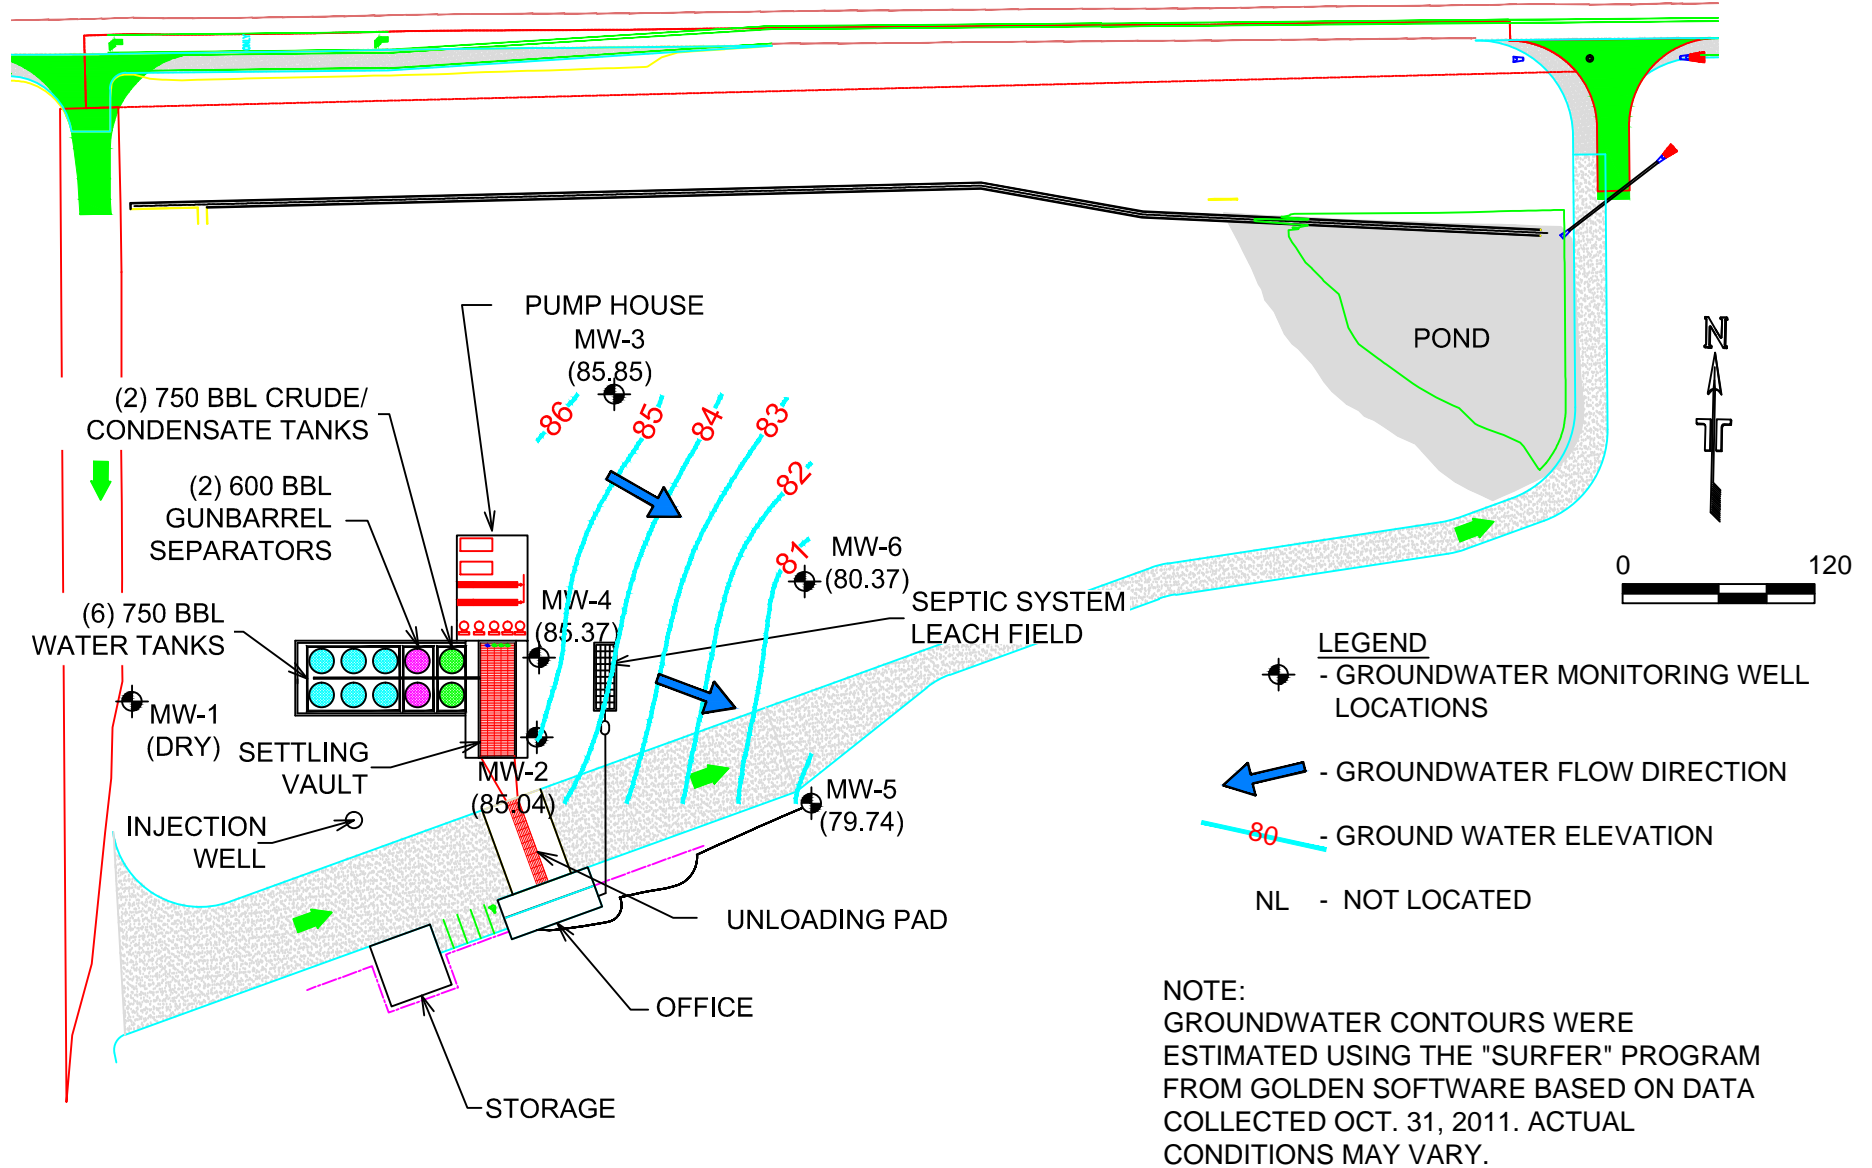 PUMP HOUSE
MW-3
(85.85)
POND
N
(2) 750 BBL CRUDE/
CONDENSATE TANKS
86
85
84
83
82
81
(2) 600 BBL
GUNBARREL
SEPARATORS
MW-6
(80.37)
0
120
MW-4
(85.37)
SEPTIC SYSTEM
LEACH FIELD
(6) 750 BBL
WATER TANKS
MW-1
(DRY)
SETTLING
VAULT
MW-2
(85.04)
MW-5
(79.74)
INJECTION
WELL
UNLOADING PAD
OFFICE
STORAGE
LEGEND
- GROUNDWATER MONITORING WELL
LOCATIONS
- GROUNDWATER FLOW DIRECTION
80 - GROUND WATER ELEVATION
NL - NOT LOCATED
NOTE:
GROUNDWATER CONTOURS WERE
ESTIMATED USING THE "SURFER" PROGRAM
FROM GOLDEN SOFTWARE BASED ON DATA
COLLECTED OCT. 31, 2011. ACTUAL
CONDITIONS MAY VARY.